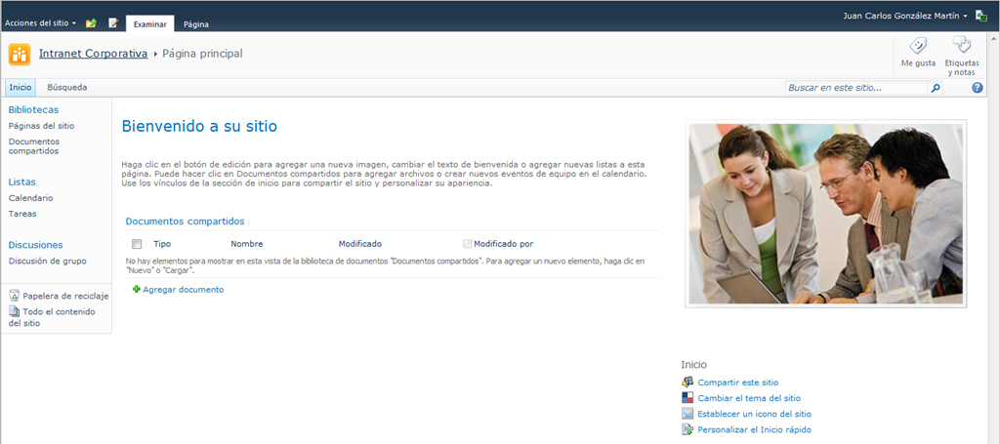 Acciones del sitio
Examinar
Página
Juan Carlos González Martín
Intranet Corporativa
Página principal
Me gusta
Etiquetas
y notas
Inicio
Búsqueda
Buscar en este sitio...
Bibliotecas
Páginas del sitio
Documentos
compartidos
Listas
Calendario
Tareas
Discusiones
Discusión de grupo
Papelera de reciclaje
Todo el contenido
del sitio
Bienvenido a su sitio
Haga clic en el botón de edición para agregar una nueva imagen, cambiar el texto de bienvenida o agregar nuevas listas a esta
página. Puede hacer clic en Documentos compartidos para agregar archivos o crear nuevos eventos de equipo en el calendario.
Use los vínculos de la sección de inicio para compartir el sitio y personalizar su apariencia.
Documentos compartidos
Tipo Nombre Modificado Modificado por
No hay elementos para mostrar en esta vista de la biblioteca de documentos "Documentos compartidos". Para agregar un nuevo elemento, haga clic en
"Nuevo" o "Cargar".
Agregar documento
Inicio
Compartir este sitio
Cambiar el tema del sitio
Establecer un icono del sitio
Personalizar el Inicio rápido